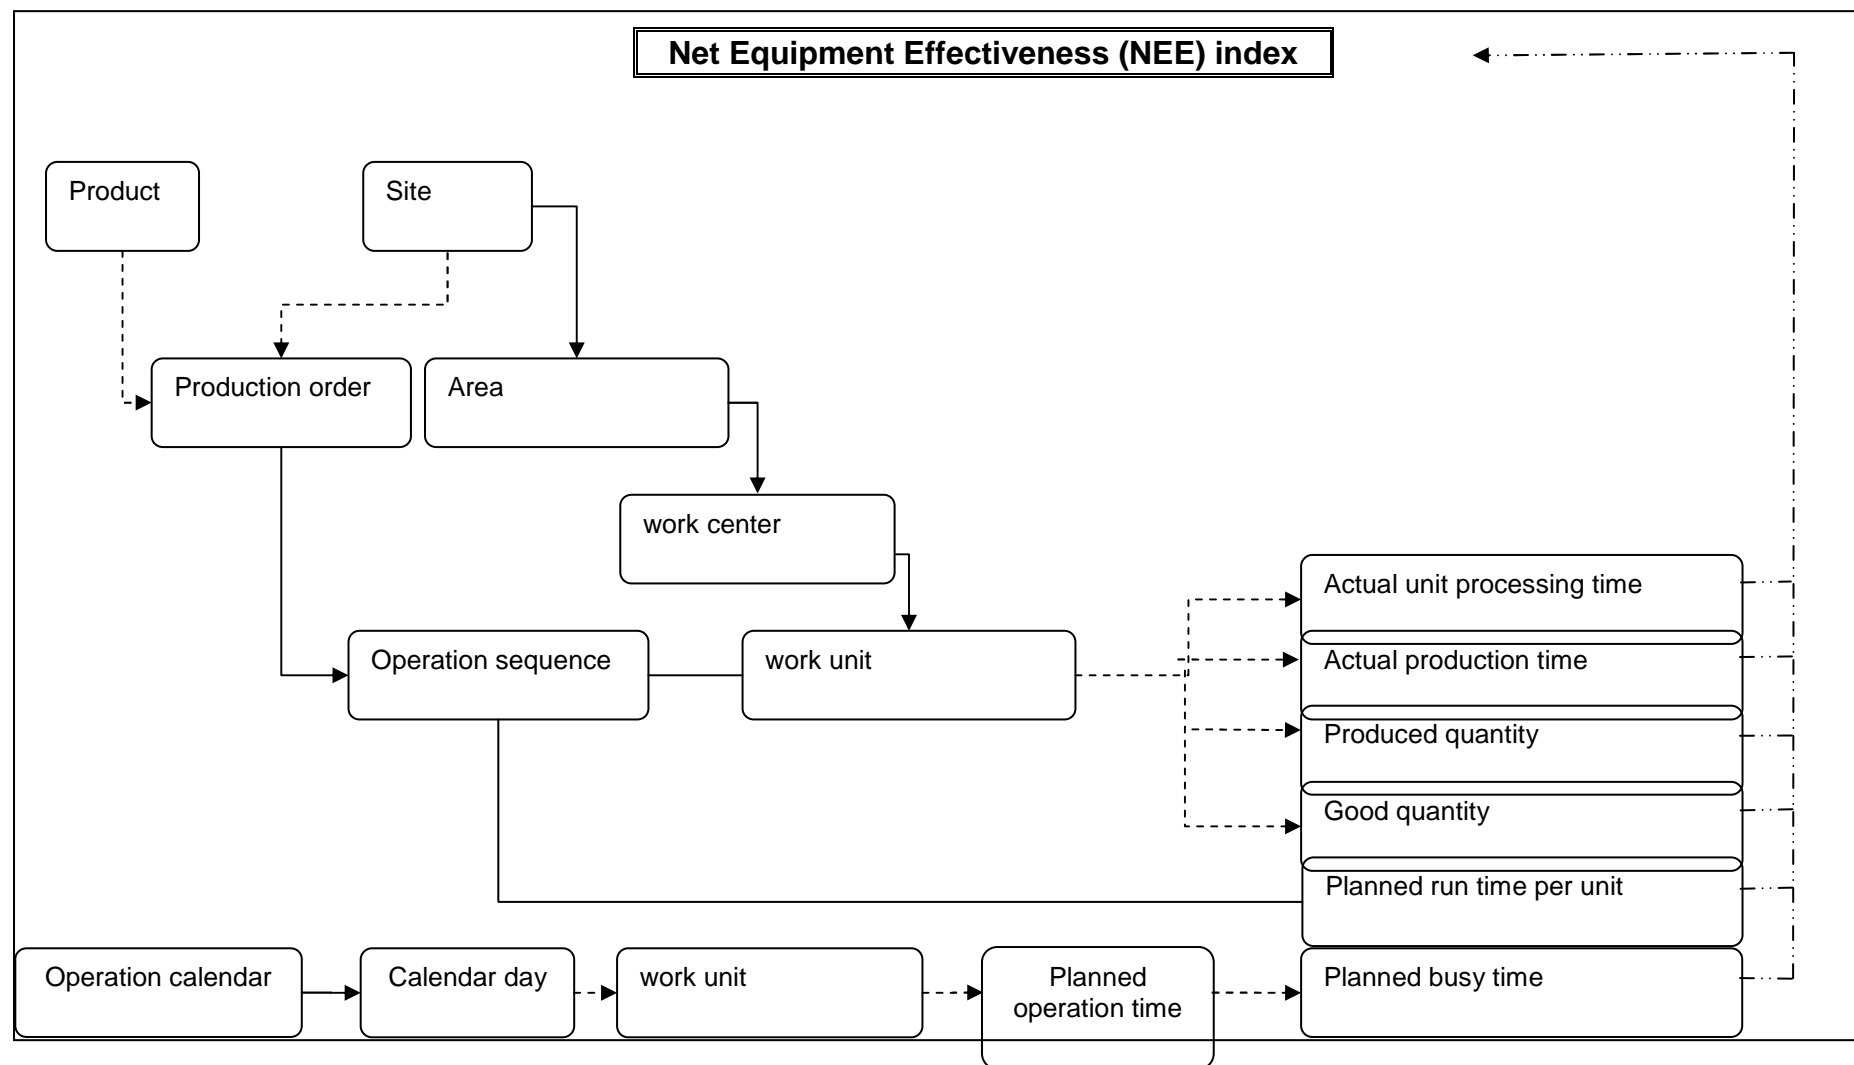 Net Equipment Effectiveness (NEE) index
Product
Site
Production order
Area
work center
Actual unit processing time
Operation sequence
work unit
Actual production time
Produced quantity
Good quantity
Planned run time per unit
Operation calendar
Calendar day
work unit
Planned
operation time
Planned busy time